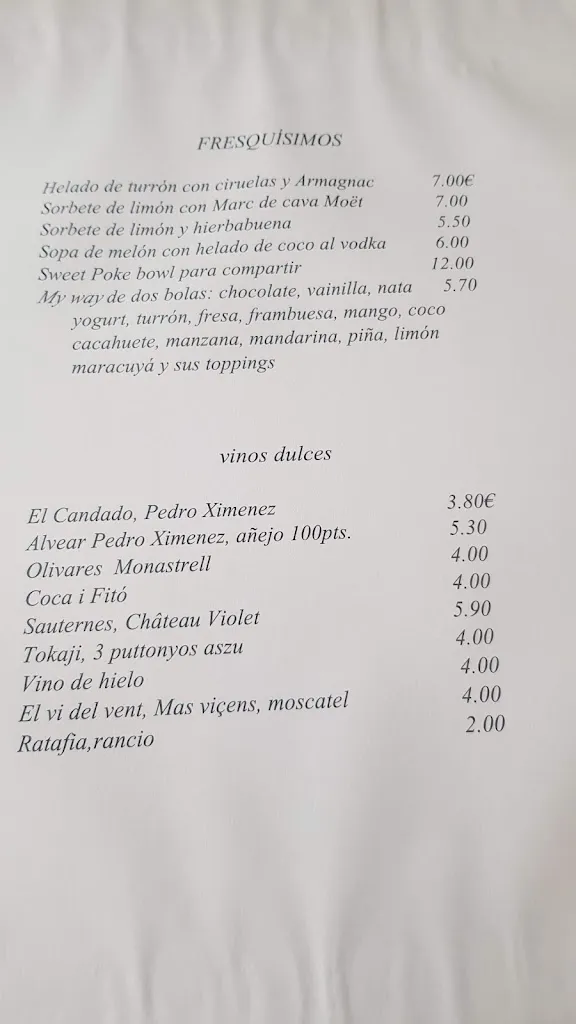 FRESQUÍSIMOS
Helado de turrón con ciruelas y Armagnac 7.00€
Sorbete de limón con Marc de cava Moët 7.00
Sorbete de limón y hierbabuena 5.50
Sopa de melón con helado de coco al vodka 6.00
Sweet Poke bowl para compartir 12.00
My way de dos bolas: chocolate, vainilla, nata 5.70
yogurt, turrón, fresa, frambuesa, mango, coco
cacahuete, manzana, mandarina, piña, limón
maracuyá y sus toppings
vinos dulces
El Candado, Pedro Ximenez 3.80€
Alvear Pedro Ximenez, añejo 100pts. 5.30
Olivares Monastrell 4.00
Coca i Fitó 4.00
Sauternes, Château Violet 5.90
Tokaji, 3 puttonyos aszu 4.00
Vino de hielo 4.00
El vi del vent, Mas viçens, moscatel 4.00
Ratafia,rancio 2.00